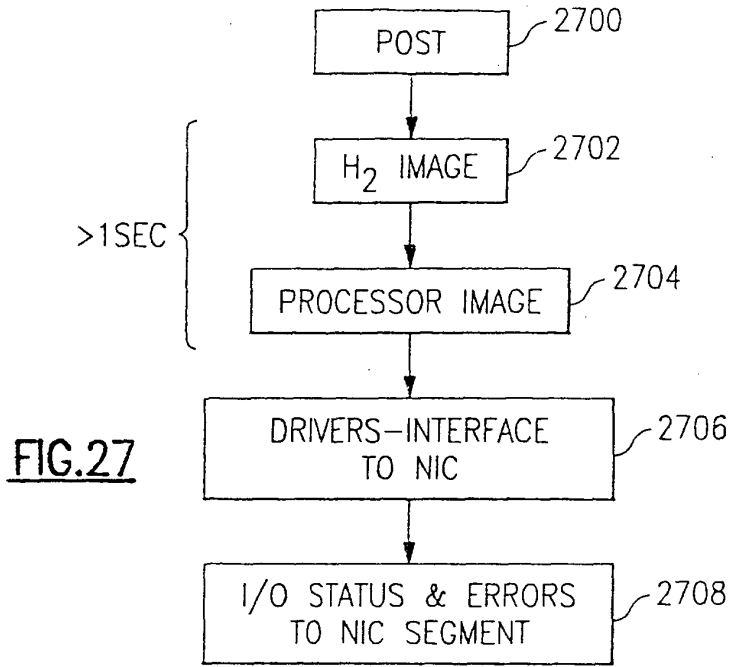 POST
2700
H2 IMAGE
2702
>1SEC
PROCESSOR IMAGE
2704
DRIVERS-INTERFACE
TO NIC
2706
FIG.27
I/O STATUS & ERRORS
TO NIC SEGMENT
2708